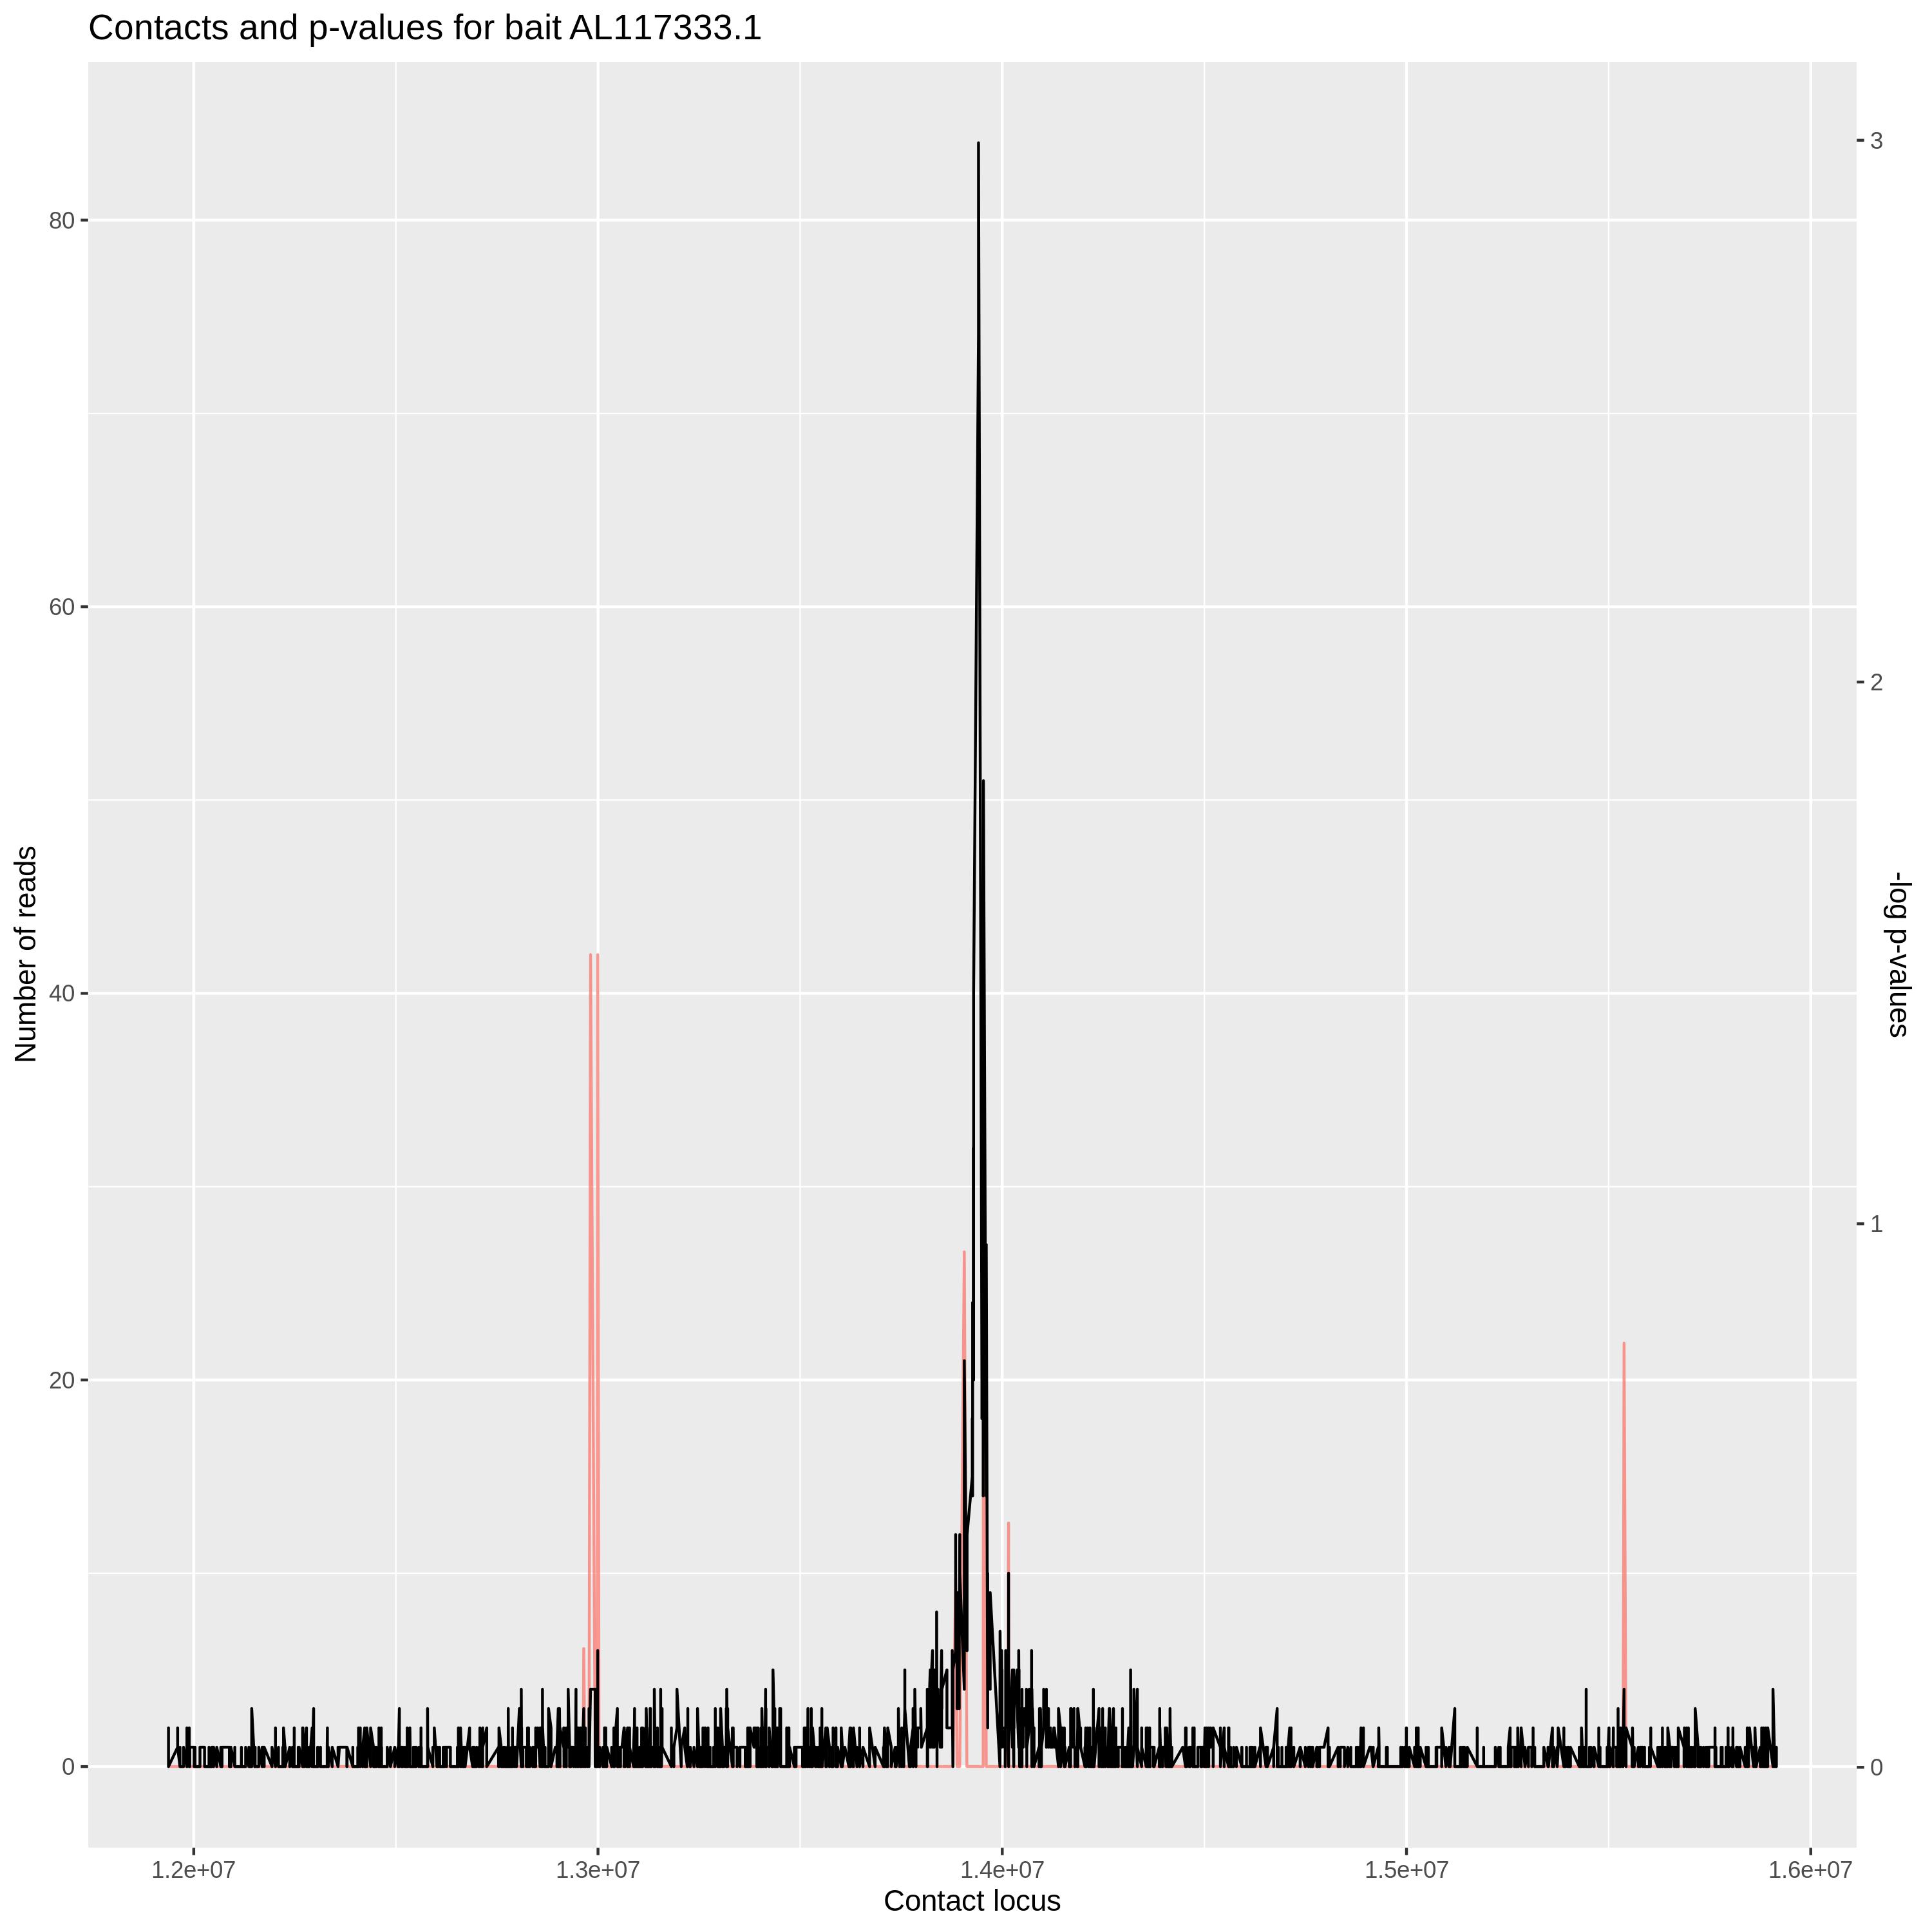 Contacts and p-values for bait AL117333.1
Number of reads
80
60
40
20
0
3
2
1
0
-log p-values
1.2e+07
1.3e+07
1.4e+07
1.5e+07
1.6e+07
Contact locus